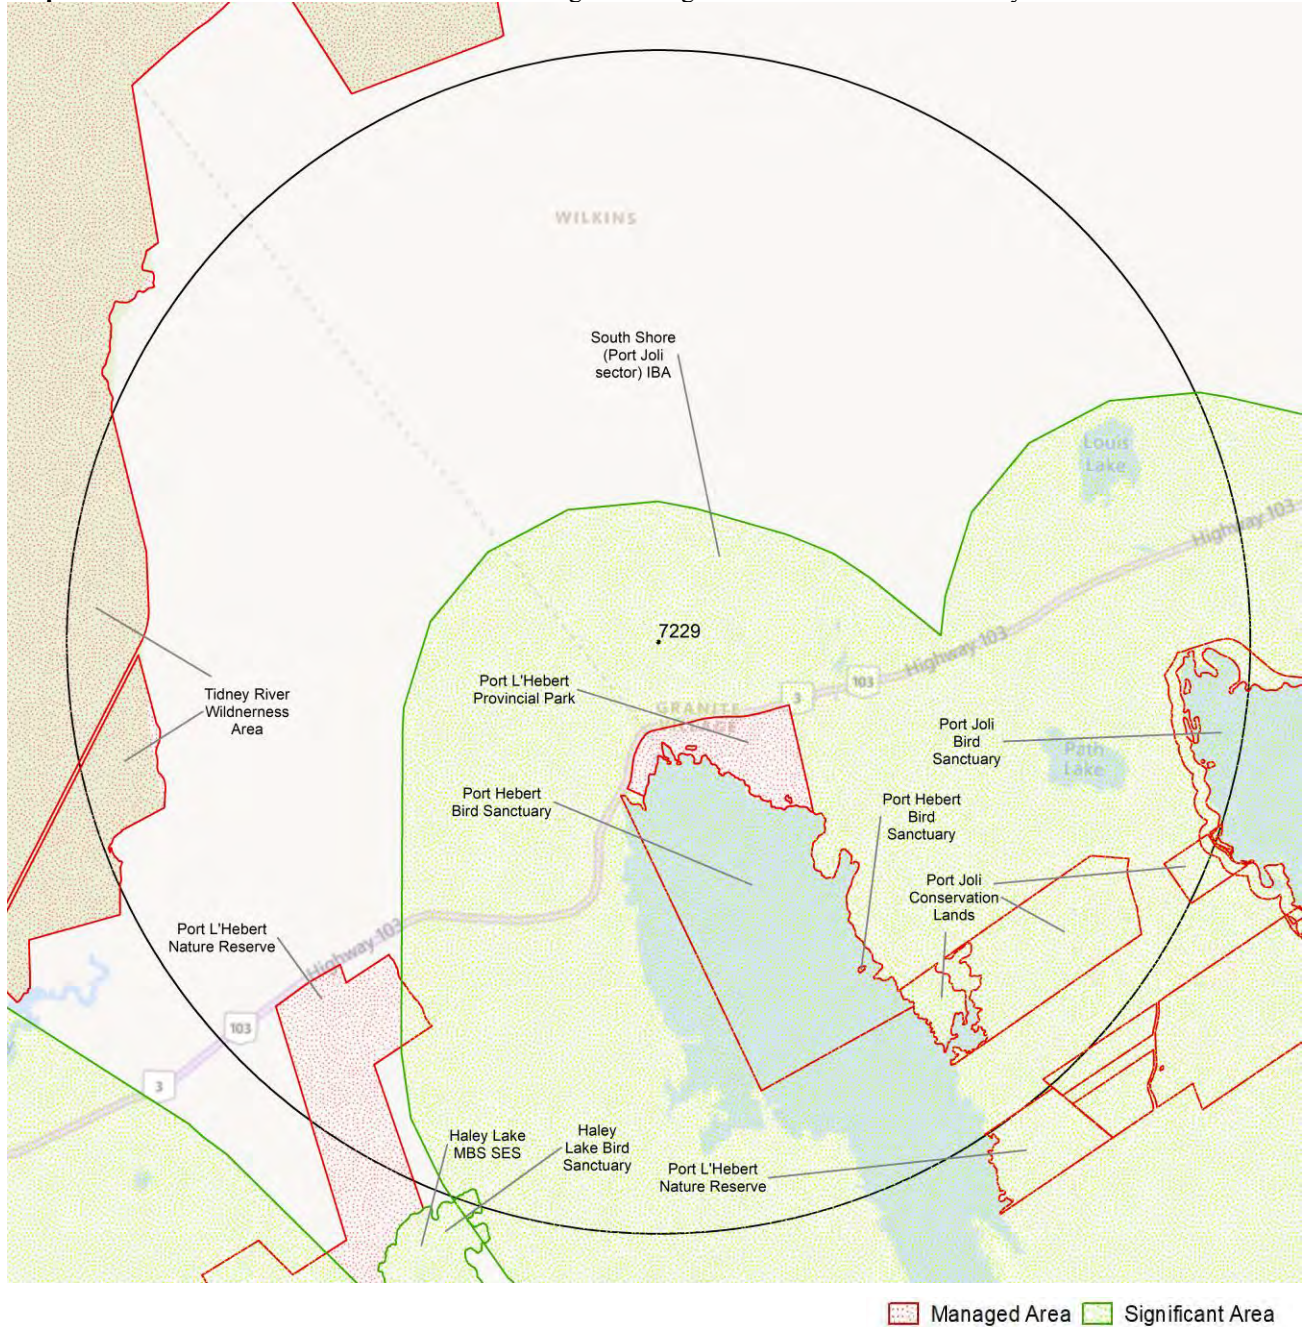 WILKINS
South Shore
(Port Joli
sector) IBA
Louis
Lake
Highway 103
7229
Highway 103
103
3
Port L'Hebert
Provincial Park
GRANITE
VILLAGE
Tidney River
Wildnerness
Area
Port Joli
Bird
Sanctuary
Path
Lake
Port Hebert
Bird Sanctuary
Port Hebert
Bird
Sanctuary
Port Joli
Conservation
Lands
Port L'Hebert
Nature Reserve
Highway 103
103
3
Haley Lake
MBS SES
Haley
Lake Bird
Sanctuary
Port L'Hebert
Nature Reserve
Managed Area
Significant Area